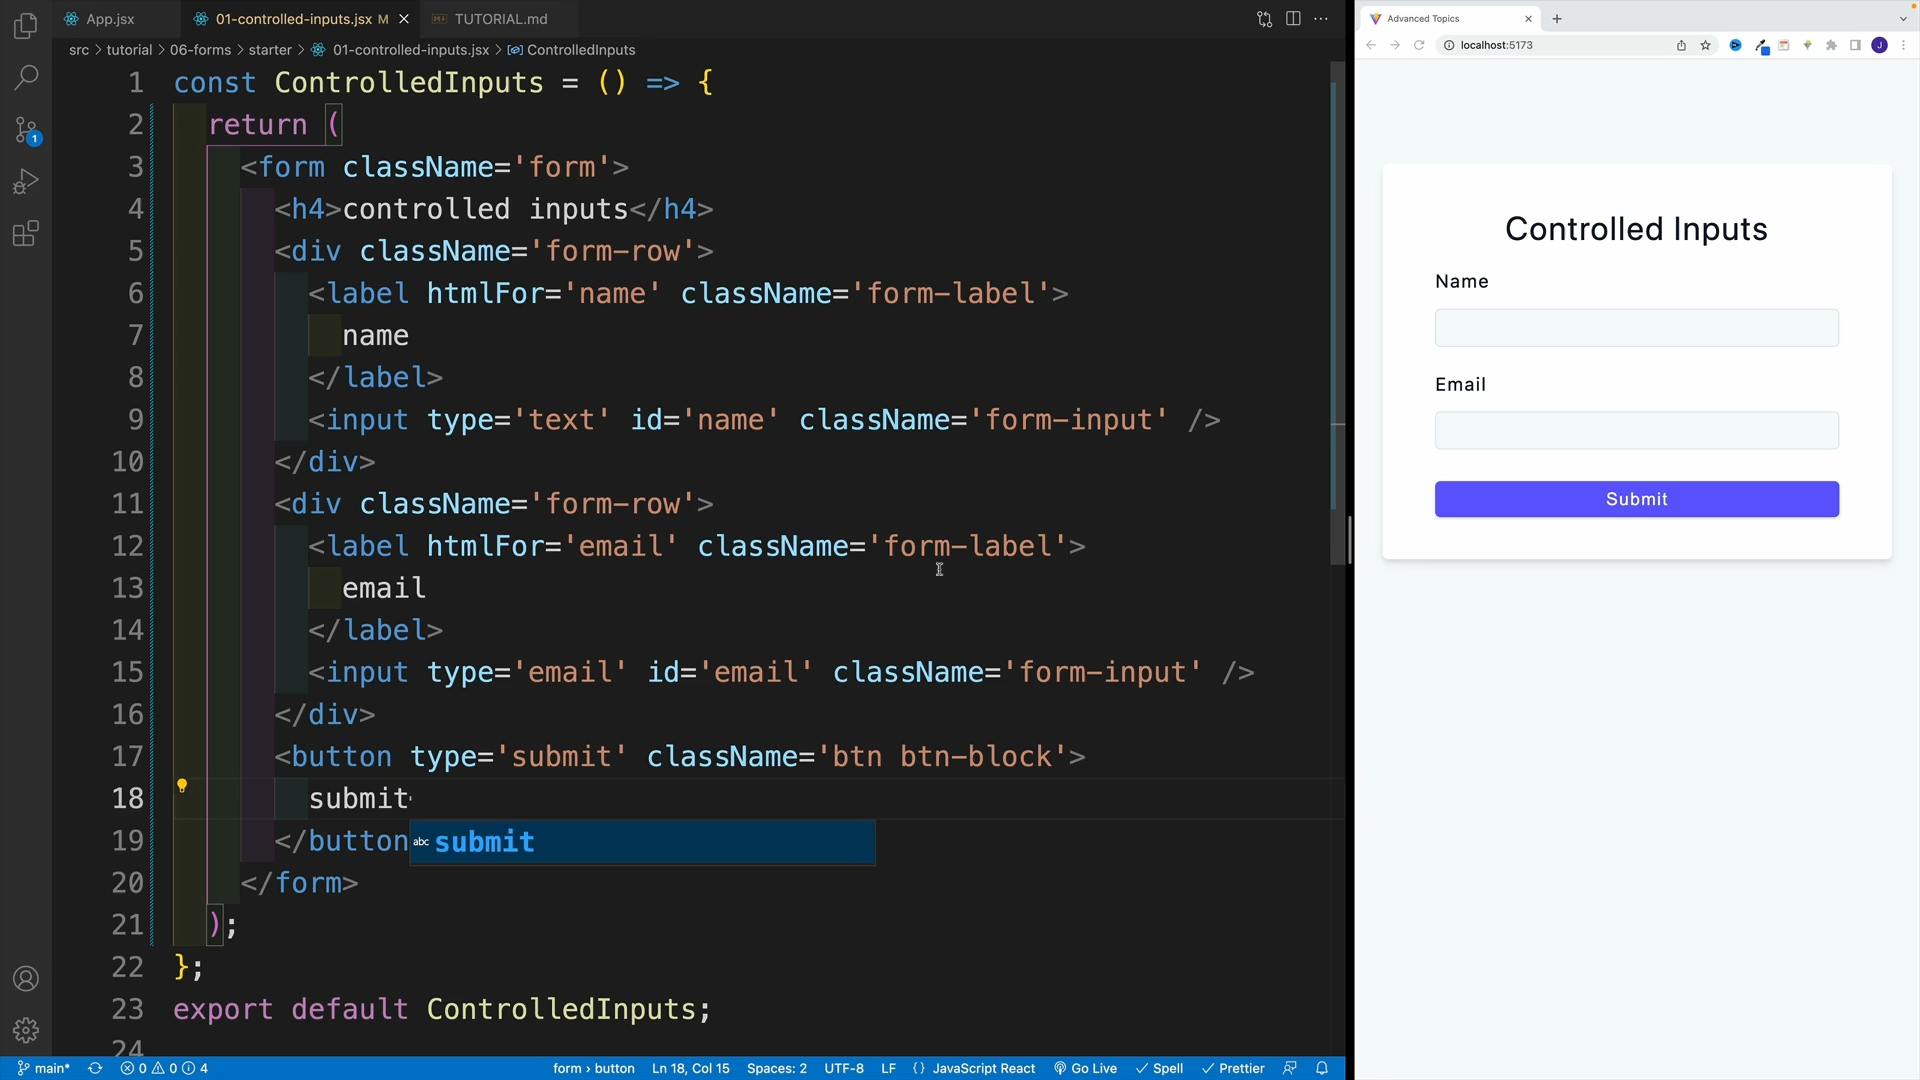 App.jsx
01-controlled-inputs.jsx M
TUTORIAL.md
src > tutorial > 06-forms > starter > 01-controlled-inputs.jsx > ControlledInputs
1 const ControlledInputs = () => {
2 return (
3 <form className='form'>
4 <h4>controlled inputs</h4>
5 <div className='form-row'>
6 <label htmlFor='name' className='form-label'>
7 name
8 </label>
9 <input type='text' id='name' className='form-input' />
10 </div>
11 <div className='form-row'>
12 <label htmlFor='email' className='form-label'>
13 email
14 </label>
15 <input type='email' id='email' className='form-input' />
16 </div>
17 <button type='submit' className='btn btn-block'>
18 submit
19 </button
abc submit
20 </form>
21 );
22 };
23 export default ControlledInputs;
24
1
main* 0 0 4
form › button Ln 18, Col 15 Spaces: 2 UTF-8 LF {} JavaScript React Go Live Spell Prettier
Advanced Topics
localhost:5173
J
Controlled Inputs
Name
Email
Submit